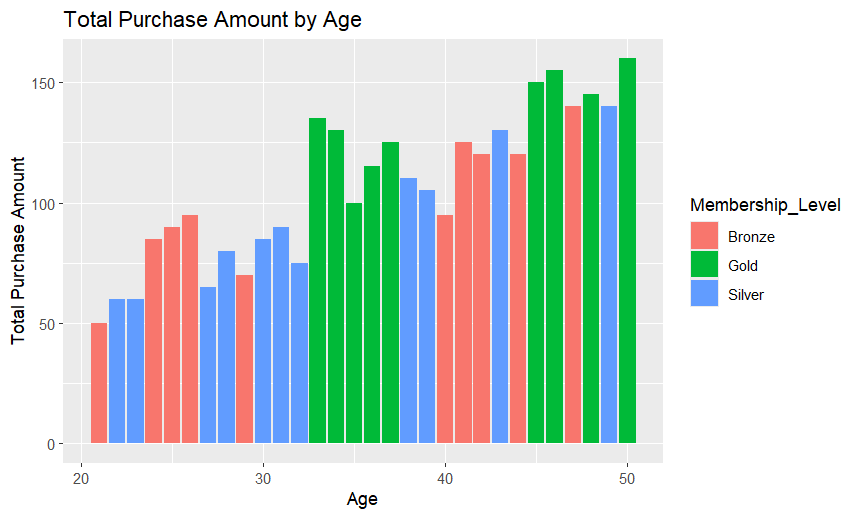 Total Purchase Amount by Age
Total Purchase Amount
150
100
50
0
20 30 40 50
Age
Membership_Level
Bronze
Gold
Silver